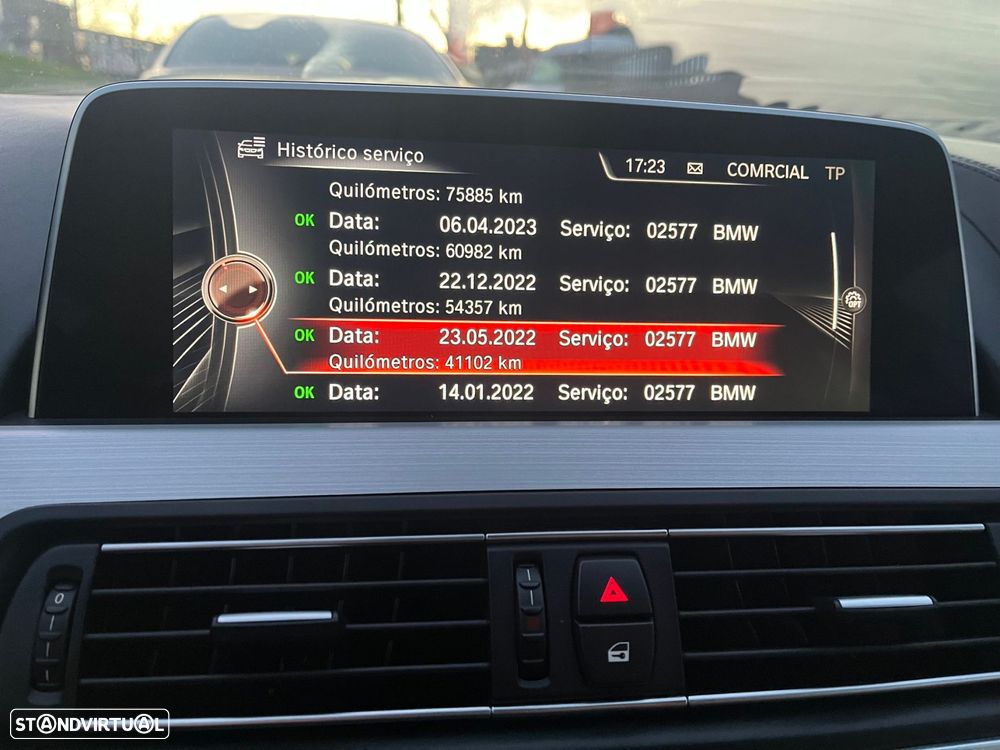 Histórico serviço
17:23 COMRCIAL TP
Quilómetros: 75885 km
OK Data: 06.04.2023 Serviço: 02577 BMW
Quilómetros: 60982 km
OK Data: 22.12.2022 Serviço: 02577 BMW
Quilómetros: 54357 km
OPT
OK Data: 23.05.2022 Serviço: 02577 BMW
Quilómetros: 41102 km
OK Data: 14.01.2022 Serviço: 02577 BMW
0
STANDVIRTUAL